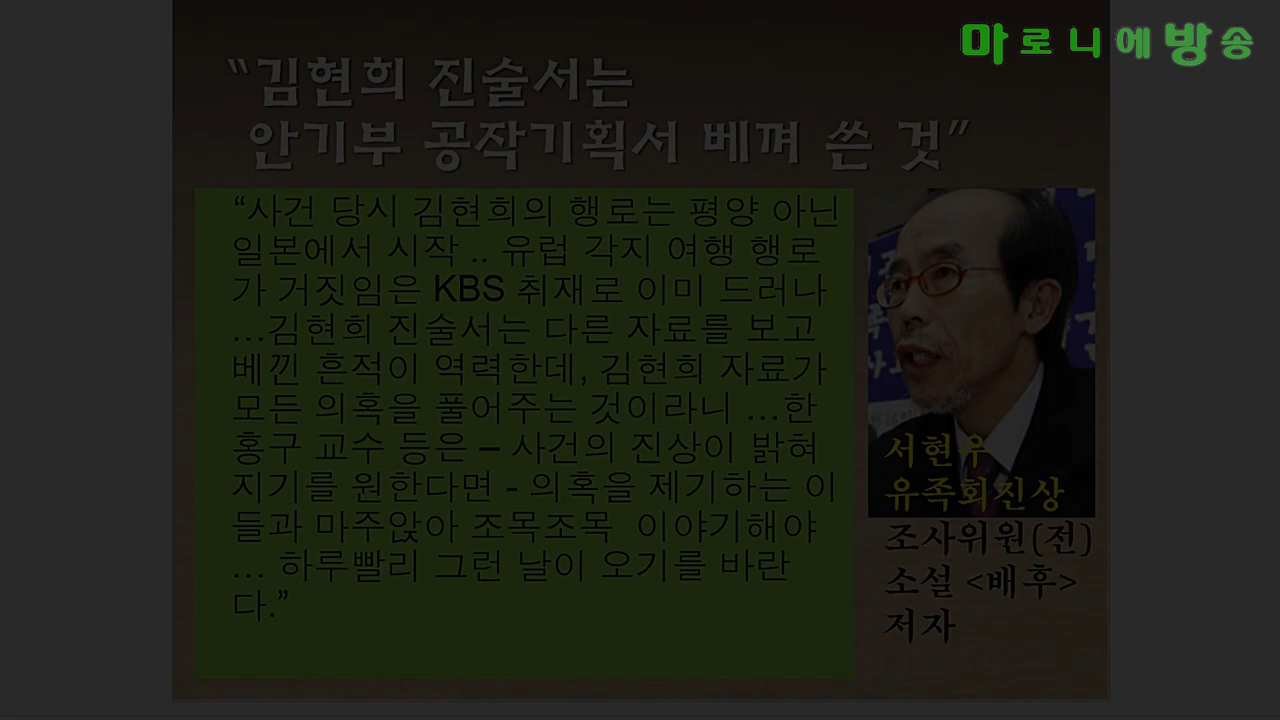 마로니에방송
“김현희 진술서는
안기부 공작기획서 베껴 쓴 것”
“사건 당시 김현희의 행로는 평양 아닌
일본에서 시작 .. 유럽 각지 여행 행로
가 거짓임은 KBS 취재로 이미 드러나
…김현희 진술서는 다른 자료를 보고
베낀 흔적이 역력한데, 김현희 자료가
모든 의혹을 풀어주는 것이라니 …한
홍구 교수 등은 – 사건의 진상이 밝혀
지기를 원한다면 - 의혹을 제기하는 이
들과 마주앉아 조목조목 이야기해야
… 하루빨리 그런 날이 오기를 바란
다.”
서현우
유족회진상
조사위원(전)
소설 <배후>
저자